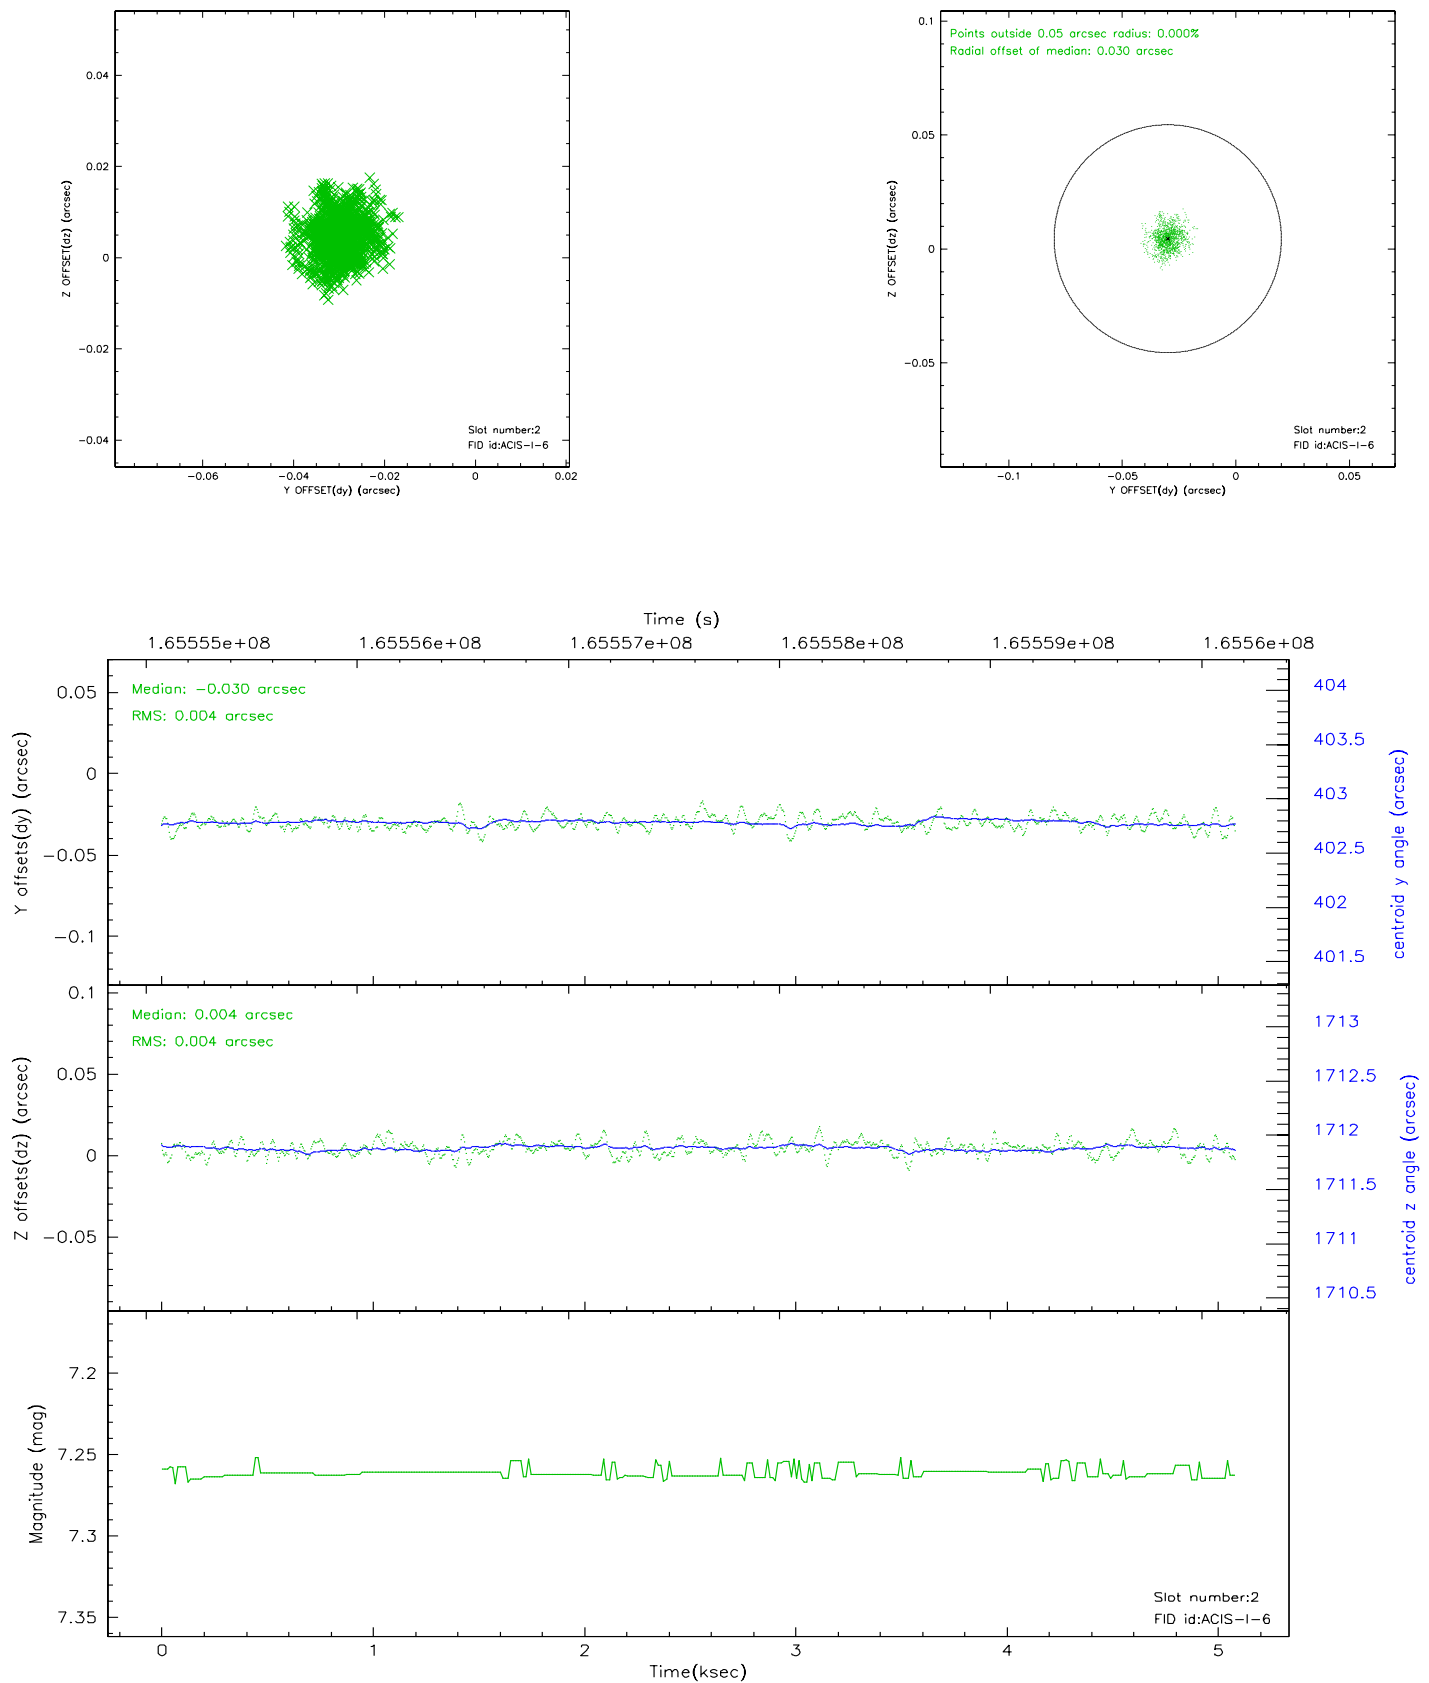 0.04
0.02
0
-0.02
-0.04
Z OFFSET(dz) (arcsec)
Slot number:2
FID id:ACIS-I-6
-0.06
-0.04
-0.02
0
0.02
Y OFFSET(dy) (arcsec)
0.1
0.05
0
-0.05
Z OFFSET(dz) (arcsec)
Points outside 0.05 arcsec radius: 0.000%
Radial offset of median: 0.030 arcsec
Slot number:2
FID id:ACIS-I-6
-0.1
-0.05
0
0.05
Y OFFSET(dy) (arcsec)
Time (s)
1.65555e+08
1.65556e+08
1.65557e+08
1.65558e+08
1.65559e+08
1.6556e+08
0.05
0
-0.05
-0.1
Y offsets(dy) (arcsec)
Median: -0.030 arcsec
RMS: 0.004 arcsec
404
403.5
403
402.5
402
401.5
centroid y angle (arcsec)
0.1
0.05
0
-0.05
Z offsets(dz) (arcsec)
Median: 0.004 arcsec
RMS: 0.004 arcsec
1713
1712.5
1712
1711.5
1711
1710.5
centroid z angle (arcsec)
7.2
7.25
7.3
7.35
Magnitude (mag)
Slot number:2
FID id:ACIS-I-6
0
1
2
3
4
5
Time(ksec)